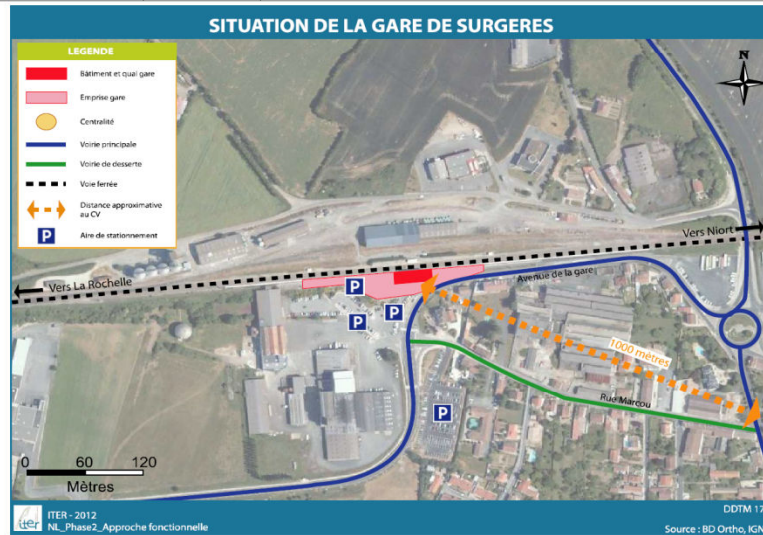 SITUATION DE LA GARE DE SURGERES
LEGENDE
Bâtiment et quai gare
Emprise gare
Centralité
Voirie principale
Voirie de desserte
Voie ferrée
Distance approximative
au CV
P Aire de stationnement
N
Vers Niort
Vers La Rochelle
Avenue de la gare
P
P
P
1000 mètres
Rue Marcou
P
0 60 120
Mètres
iter
ITER - 2012
NL_Phase2_Approche fonctionnelle
DDTM 17
Source : BD Ortho, IGN